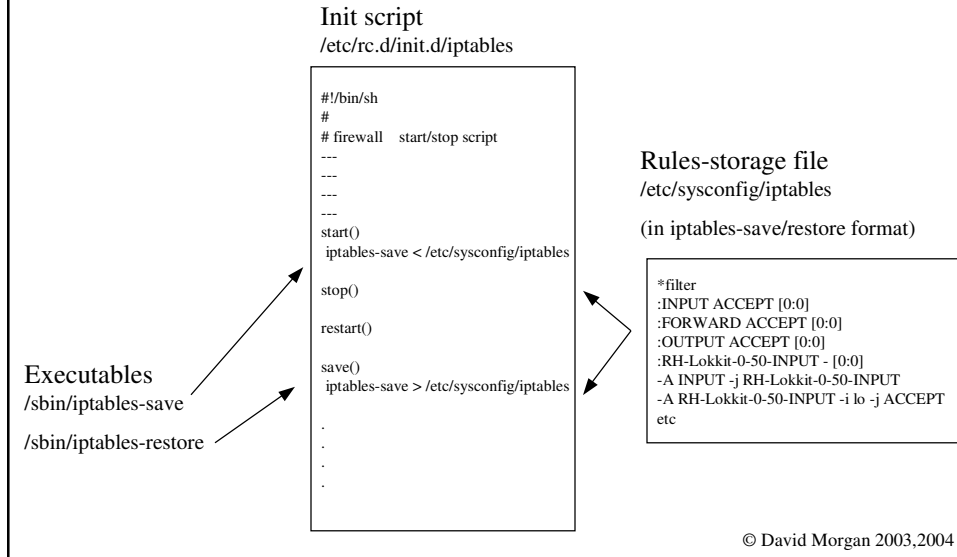 Init script
/etc/rc.d/init.d/iptables
#!/bin/sh
#
# firewall    start/stop script
---
---
---
---
start()
iptables-save < /etc/sysconfig/iptables
stop()
restart()
save()
iptables-save > /etc/sysconfig/iptables
.
.
.
.
Executables
/sbin/iptables-save
/sbin/iptables-restore
Rules-storage file
/etc/sysconfig/iptables
(in iptables-save/restore format)
*filter
:INPUT ACCEPT [0:0]
:FORWARD ACCEPT [0:0]
:OUTPUT ACCEPT [0:0]
:RH-Lokkit-0-50-INPUT - [0:0]
-A INPUT -j RH-Lokkit-0-50-INPUT
-A RH-Lokkit-0-50-INPUT -i lo -j ACCEPT
etc
© David Morgan 2003,2004